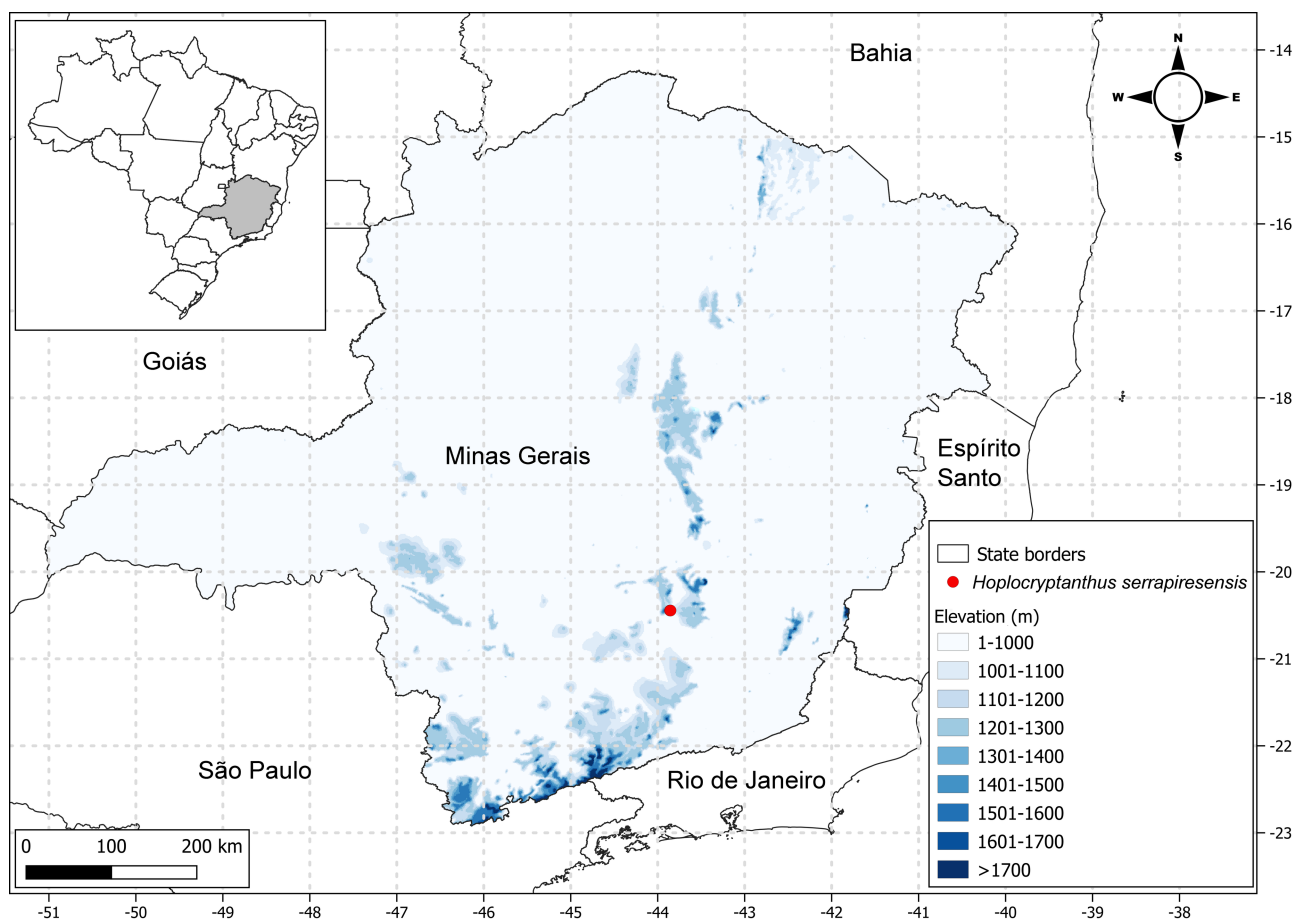 Bahia
N
W
E
S
Goiás
Minas Gerais
Espírito
Santo
São Paulo
Rio de Janeiro
State borders
Hoplocryptanthus serrapiresensis
Elevation (m)
1-1000
1001-1100
1101-1200
1201-1300
1301-1400
1401-1500
1501-1600
1601-1700
>1700
0 100 200 km
-14
-15
-16
-17
-18
-19
-20
-21
-22
-23
-51 -50 -49 -48 -47 -46 -45 -44 -43 -42 -41 -40 -39 -38